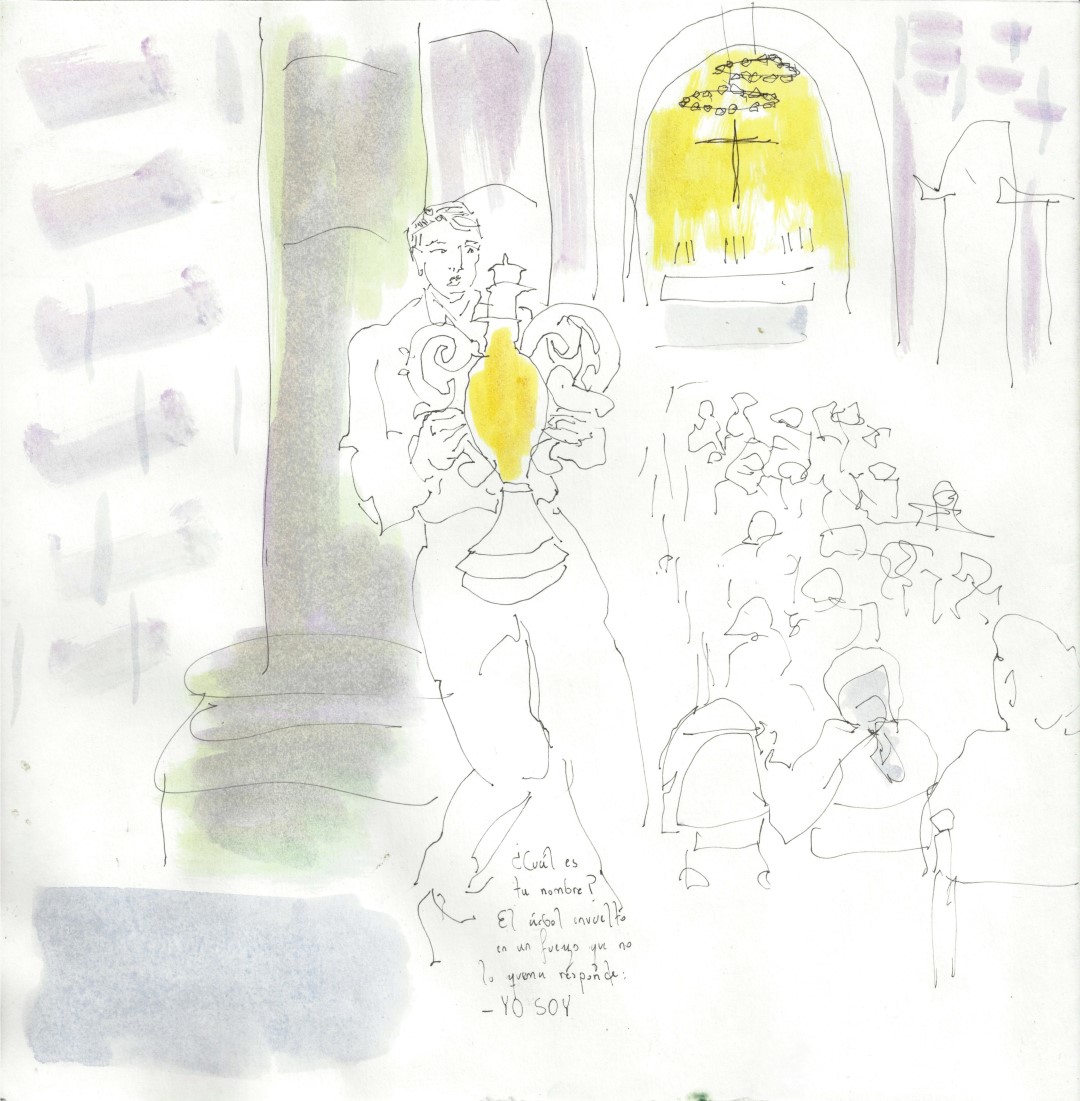 ¿Cuál es
tu nombre?
El árbol envuelto
en un fuego que no
lo quema responde:
- YO SOY